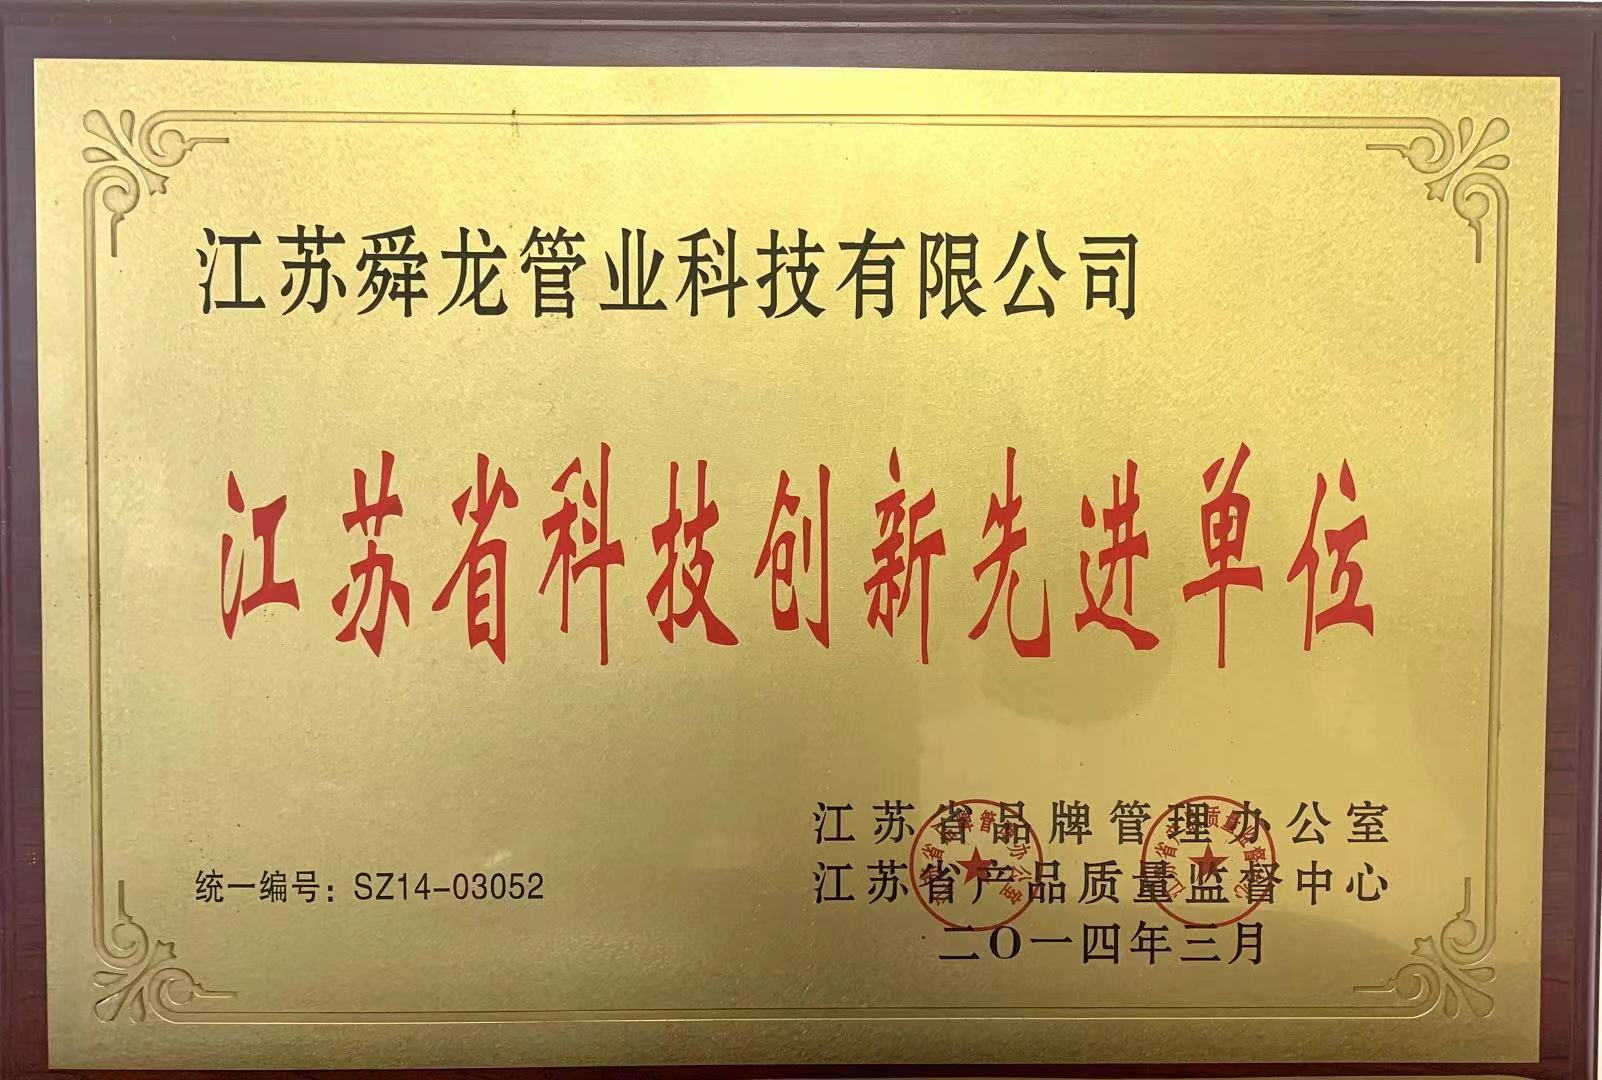 江苏舜龙管业科技有限公司
江苏省科技创新先进单位
江苏省品牌管理办公室
江苏省产品质量监督中心
统一编号：SZ14-03052
二〇一四年三月